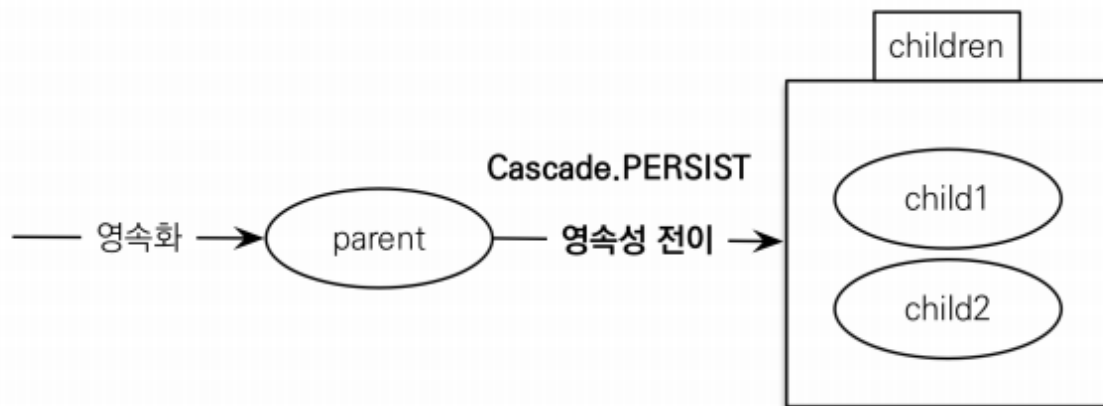 children
Cascade.PERSIST
child1
영속화
parent
영속성 전이
child2